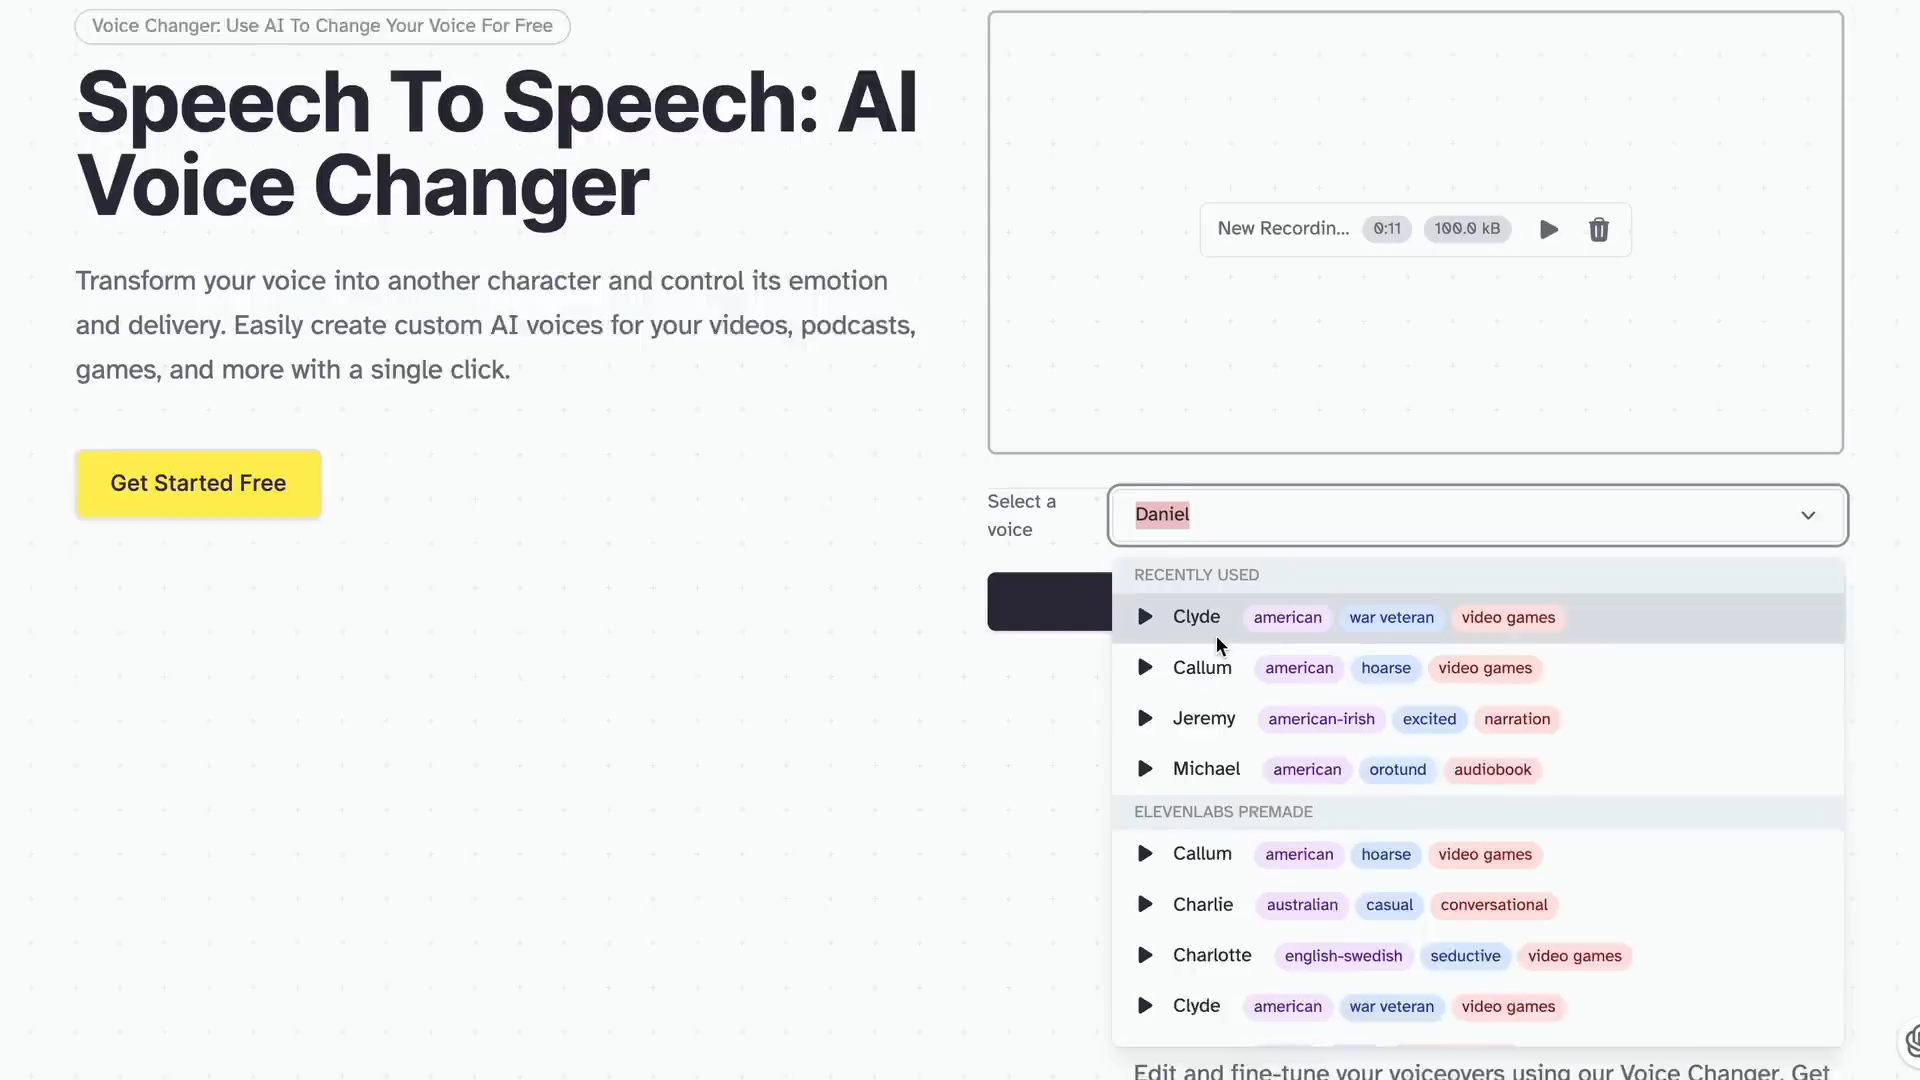 Voice Changer: Use AI To Change Your Voice For Free
Speech To Speech: AI
Voice Changer
Transform your voice into another character and control its emotion
and delivery. Easily create custom AI voices for your videos, podcasts,
games, and more with a single click.
Get Started Free
New Recordin... 0:11 100.0 kB
Select a
voice
Daniel
RECENTLY USED
Clyde american war veteran video games
Callum american hoarse video games
Jeremy american-irish excited narration
Michael american orotund audiobook
ELEVENLABS PREMADE
Callum american hoarse video games
Charlie australian casual conversational
Charlotte english-swedish seductive video games
Clyde american war veteran video games
Edit and fine-tune your voiceovers using our Voice Changer. Get